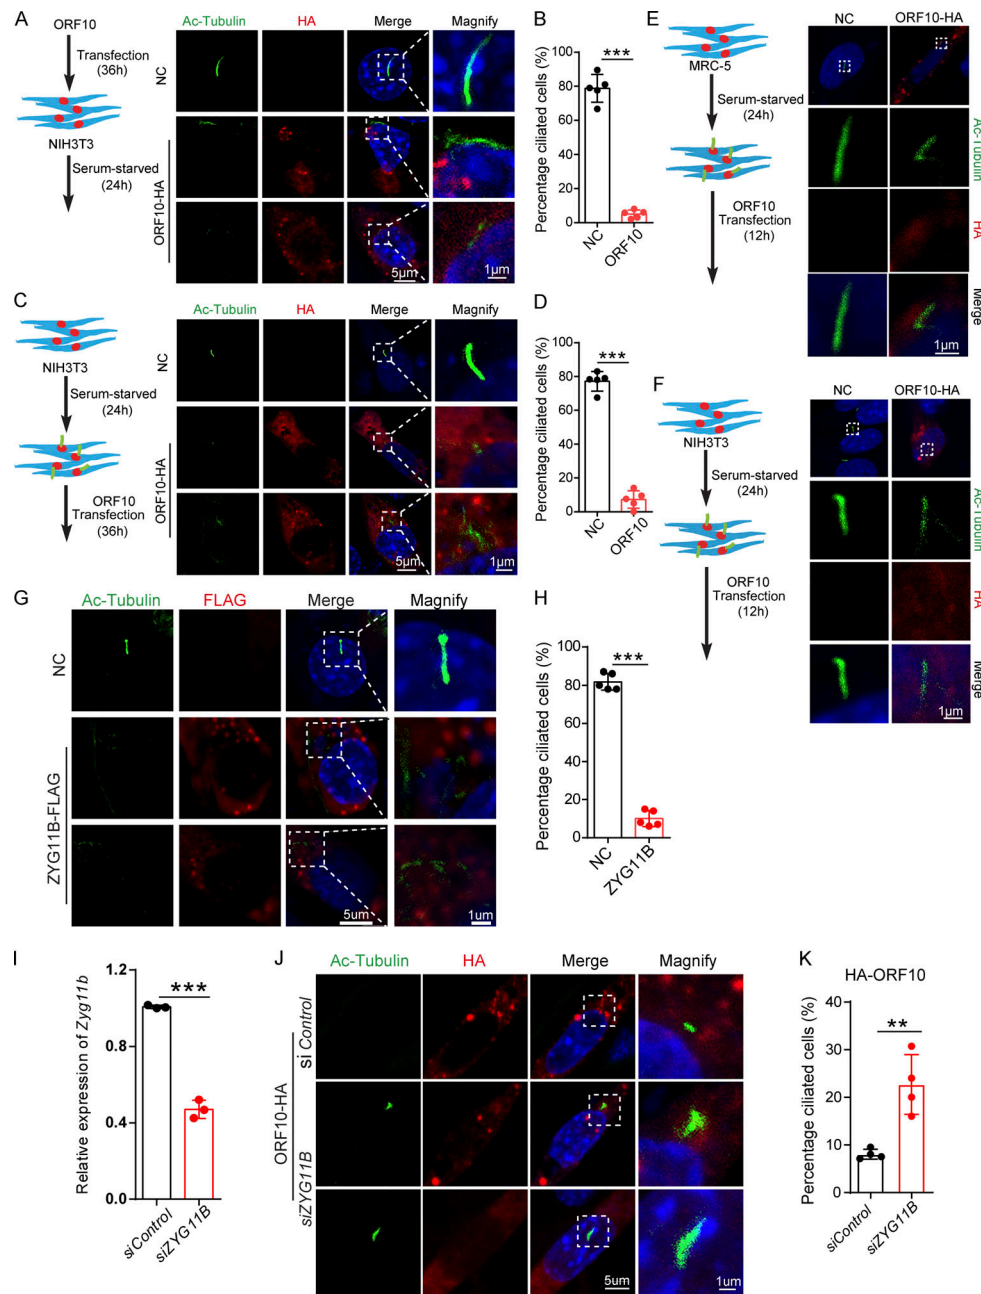 A
ORF10
Transfection
(36h)
NIH3T3
Serum-starved
(24h)
Ac-Tubulin
HA
Merge
Magnify
NC
ORF10-HA
5µm
1µm
B
Percentage ciliated cells (%)
100
80
60
40
20
0
***
NC
ORF10
C
NIH3T3
Serum-starved
(24h)
ORF10
Transfection
(36h)
Ac-Tubulin
HA
Merge
Magnify
NC
ORF10-HA
5µm
1µm
D
Percentage ciliated cells (%)
100
80
60
40
20
0
***
NC
ORF10
E
MRC-5
Serum-starved
(24h)
ORF10
Transfection
(12h)
NC
ORF10-HA
Ac-Tubulin
HA
Merge
1µm
F
NIH3T3
Serum-starved
(24h)
ORF10
Transfection
(12h)
NC
ORF10-HA
Ac-Tubulin
HA
Merge
1µm
G
Ac-Tubulin
FLAG
Merge
Magnify
NC
ZYG11B-FLAG
5um
1um
H
Percentage ciliated cells (%)
100
80
60
40
20
0
***
NC
ZYG11B
I
Relative expression of Zyg11b
1.2
0.8
0.4
0.0
***
siControl
siZYG11B
J
Ac-Tubulin
HA
Merge
Magnify
ORF10-HA
si Control
siZYG11B
5um
1um
K
HA-ORF10
Percentage ciliated cells (%)
40
30
20
10
0
**
siControl
siZYG11B